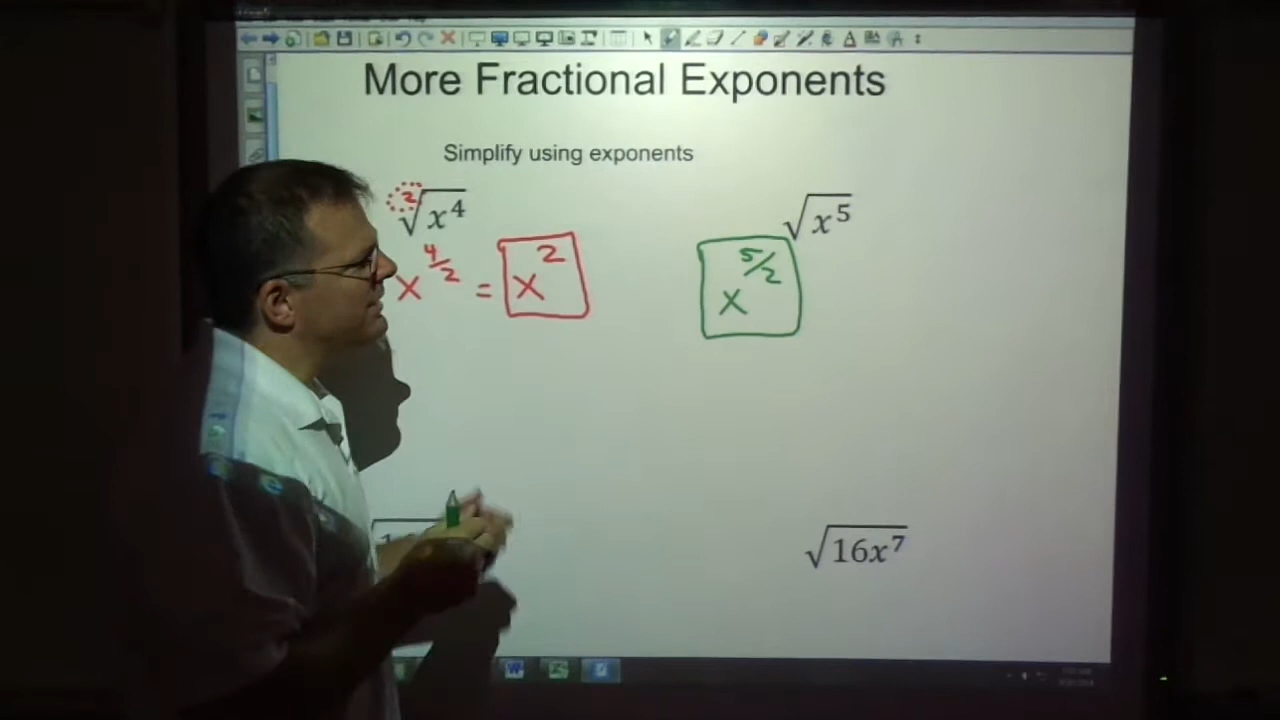 More Fractional Exponents
Simplify using exponents
2√x⁴
x^4/2 = x²
√x⁵
x^5/2
√16x⁷